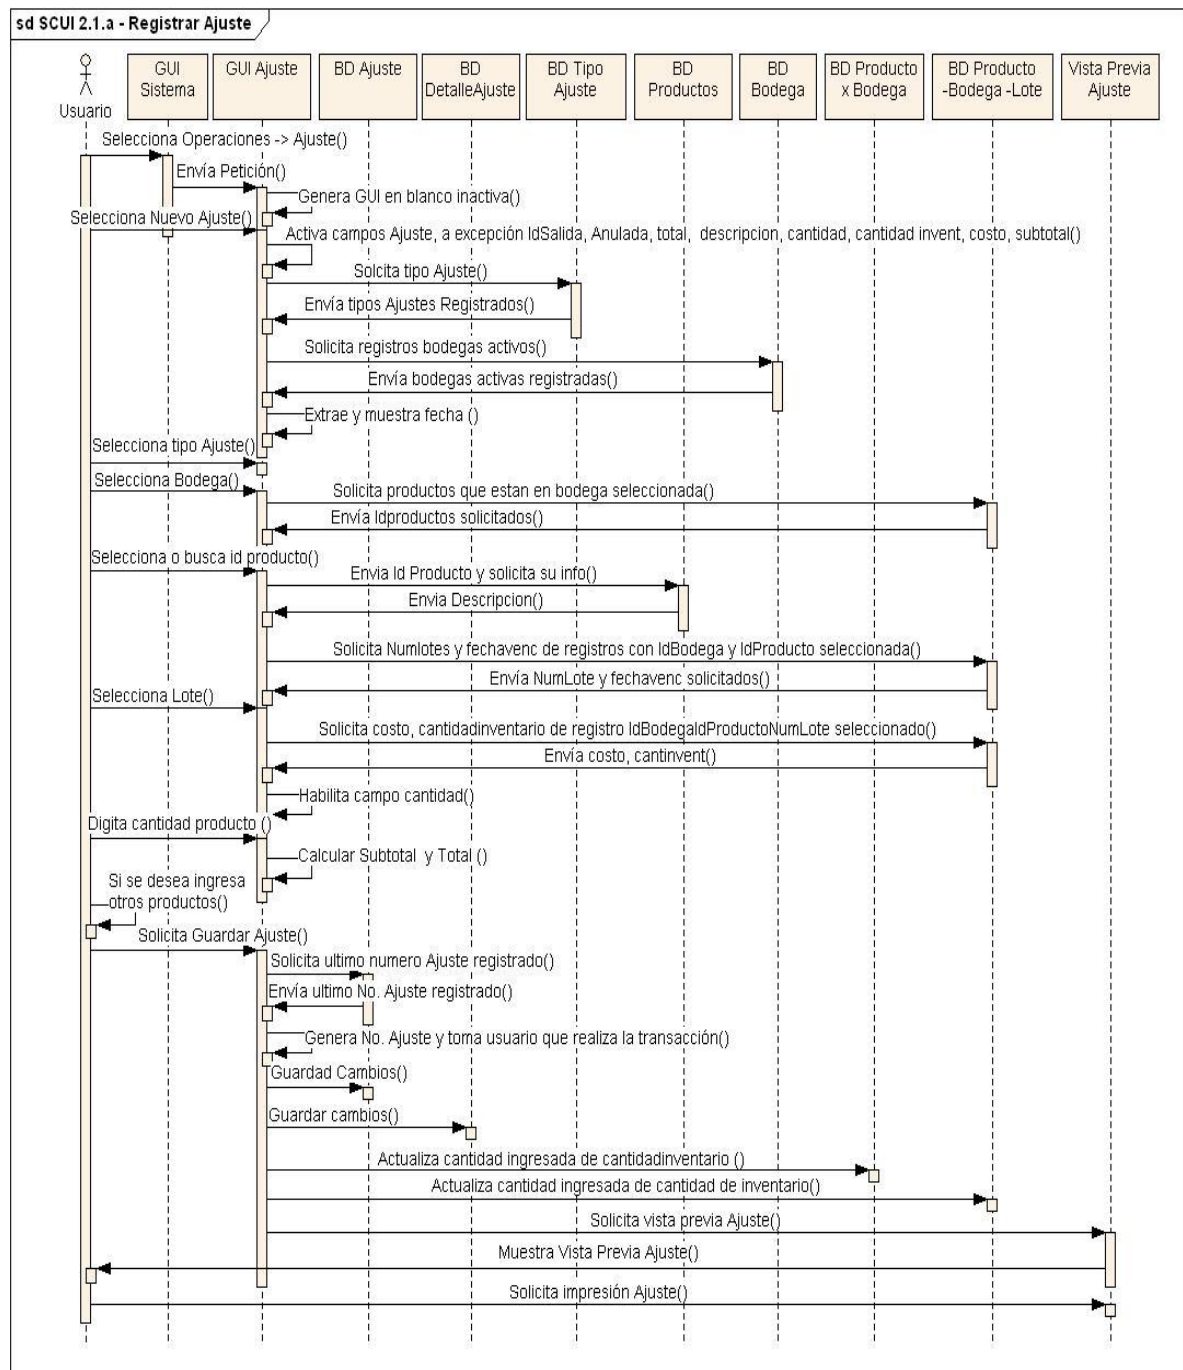 sd SCUI 2.1.a - Registrar Ajuste
Usuario
GUI
Sistema
GUI Ajuste
BD Ajuste
BD
DetalleAjuste
BD Tipo
Ajuste
BD
Productos
BD
Bodega
BD Producto
x Bodega
BD Producto
-Bodega -Lote
Vista Previa
Ajuste
Selecciona Operaciones -> Ajuste()
Envía Petición()
Genera GUI en blanco inactiva()
Selecciona Nuevo Ajuste()
Activa campos Ajuste, a excepción IdSalida, Anulada, total, descripcion, cantidad, cantidad invent, costo, subtotal()
Solcita tipo Ajuste()
Envía tipos Ajustes Registrados()
Solicita registros bodegas activos()
Envía bodegas activas registradas()
Extrae y muestra fecha ()
Selecciona tipo Ajuste()
Selecciona Bodega()
Solicita productos que estan en bodega seleccionada()
Envía Idproductos solicitados()
Selecciona o busca id producto()
Envia Id Producto y solicita su info()
Envia Descripcion()
Solicita Numlotes y fechavenc de registros con IdBodega y IdProducto seleccionada()
Envía NumLote y fechavenc solicitados()
Selecciona Lote()
Solicita costo, cantidadinventario de registro IdBodegaIdProductoNumLote seleccionado()
Envía costo, cantinvent()
Habilita campo cantidad()
Digita cantidad producto ()
Calcular Subtotal y Total ()
Si se desea ingresa
otros productos()
Solicita Guardar Ajuste()
Solicita ultimo numero Ajuste registrado()
Envía ultimo No. Ajuste registrado()
Genera No. Ajuste y toma usuario que realiza la transacción()
Guardad Cambios()
Guardar cambios()
Actualiza cantidad ingresada de cantidadinventario ()
Actualiza cantidad ingresada de cantidad de inventario()
Solicita vista previa Ajuste()
Muestra Vista Previa Ajuste()
Solicita impresión Ajuste()